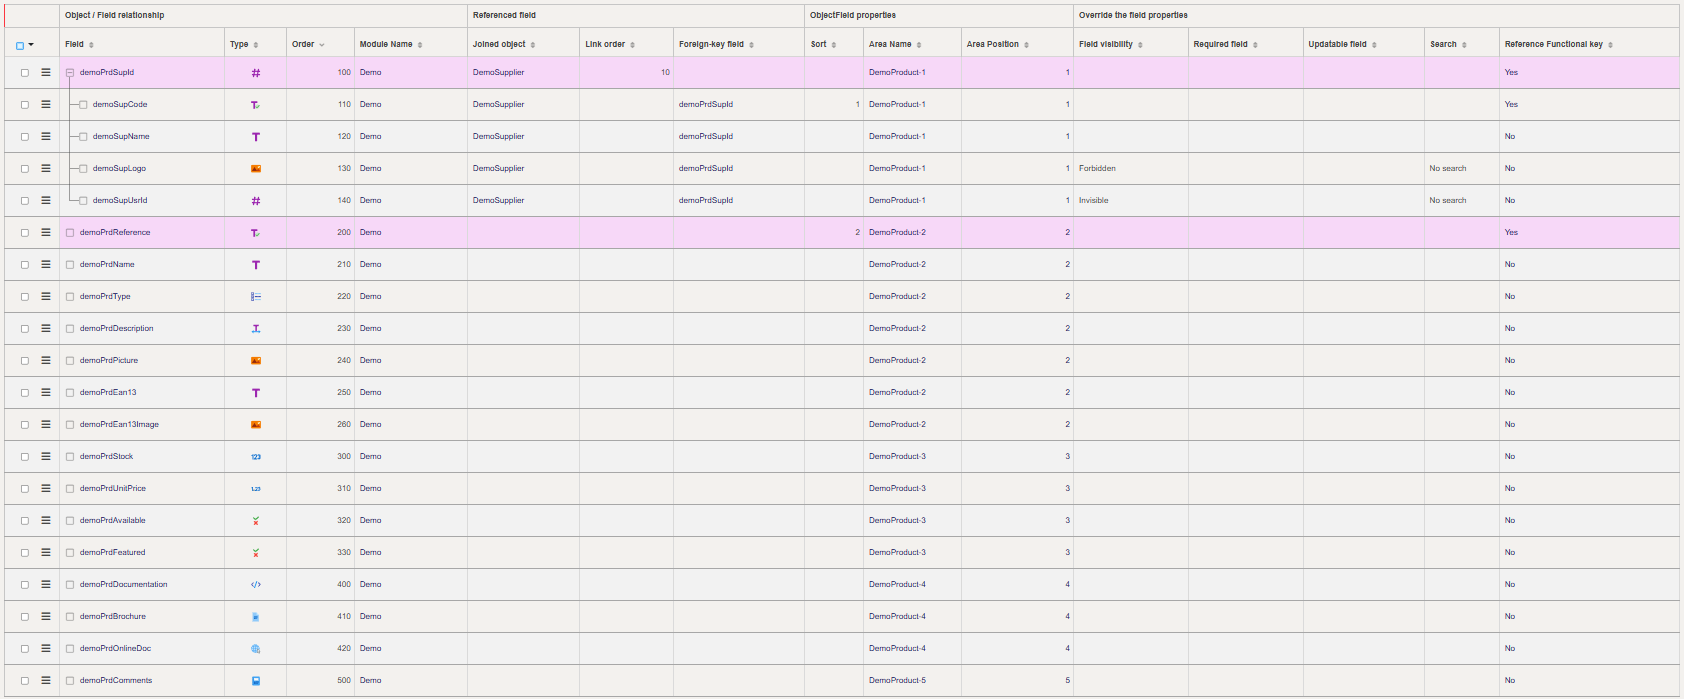 Object / Field relationship Referenced field ObjectField properties Override the field properties
Field Type Order Module Name Joined object Link order Foreign-key field Sort Area Name Area Position Field visibility Required field Updatable field Search Reference Functional key
demoPrdSupId # 100 Demo DemoSupplier 10 DemoProduct-1 1 Yes
demoSupCode T 110 Demo DemoSupplier demoPrdSupId 1 DemoProduct-1 1 Yes
demoSupName T 120 Demo DemoSupplier demoPrdSupId DemoProduct-1 1 No
demoSupLogo 130 Demo DemoSupplier demoPrdSupId DemoProduct-1 1 Forbidden No search No
demoSupUsrId # 140 Demo DemoSupplier demoPrdSupId DemoProduct-1 1 Invisible No search No
demoPrdReference T 200 Demo 2 DemoProduct-2 2 Yes
demoPrdName T 210 Demo DemoProduct-2 2 No
demoPrdType 220 Demo DemoProduct-2 2 No
demoPrdDescription T 230 Demo DemoProduct-2 2 No
demoPrdPicture 240 Demo DemoProduct-2 2 No
demoPrdEan13 T 250 Demo DemoProduct-2 2 No
demoPrdEan13Image 260 Demo DemoProduct-2 2 No
demoPrdStock 123 300 Demo DemoProduct-3 3 No
demoPrdUnitPrice 1.23 310 Demo DemoProduct-3 3 No
demoPrdAvailable 320 Demo DemoProduct-3 3 No
demoPrdFeatured 330 Demo DemoProduct-3 3 No
demoPrdDocumentation </> 400 Demo DemoProduct-4 4 No
demoPrdBrochure 410 Demo DemoProduct-4 4 No
demoPrdOnlineDoc 420 Demo DemoProduct-4 4 No
demoPrdComments 500 Demo DemoProduct-5 5 No